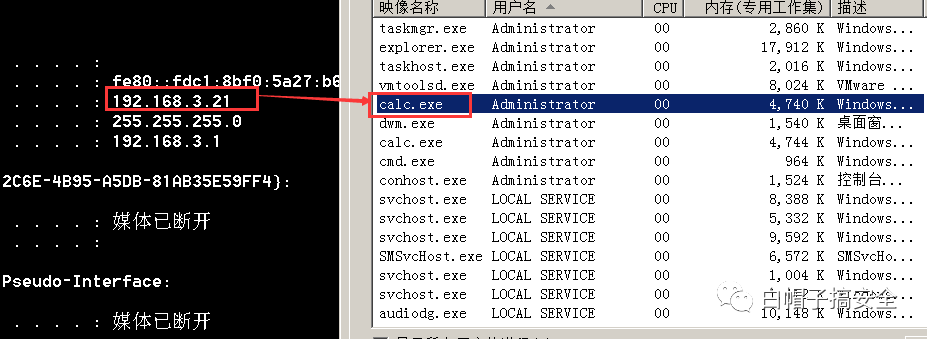 . . . . :
. . . . : fe80::fdc1:8bf0:5a27:b6
. . . . : 192.168.3.21
. . . . : 255.255.255.0
. . . . : 192.168.3.1
2C6E-4B95-A5DB-81AB35E59FF4}:
. . . . : 媒体已断开
. . . . :
Pseudo-Interface:
. . . . : 媒体已断开
映像名称 用户名 CPU 内存(专用工作集) 描述
taskmgr.exe Administrator 00 2,860 K Windows...
explorer.exe Administrator 00 17,912 K Windows...
taskhost.exe Administrator 00 2,016 K Windows...
vmtoolsd.exe Administrator 00 8,024 K VMware ...
calc.exe Administrator 00 4,740 K Windows...
dwm.exe Administrator 00 1,540 K 桌面窗...
calc.exe Administrator 00 4,744 K Windows...
cmd.exe Administrator 00 964 K Windows...
conhost.exe Administrator 00 1,524 K 控制台...
svchost.exe LOCAL SERVICE 00 8,388 K Windows...
svchost.exe LOCAL SERVICE 00 5,332 K Windows...
svchost.exe LOCAL SERVICE 00 9,592 K Windows...
SMSvcHost.exe LOCAL SERVICE 00 6,572 K SMSvcHo...
svchost.exe LOCAL SERVICE 00 1,004 K Windows...
svchost.exe LOCAL SERVICE 00 K Windows...
audiodg.exe LOCAL SERVICE 00 10,148 K Windows...
白帽子搞安全